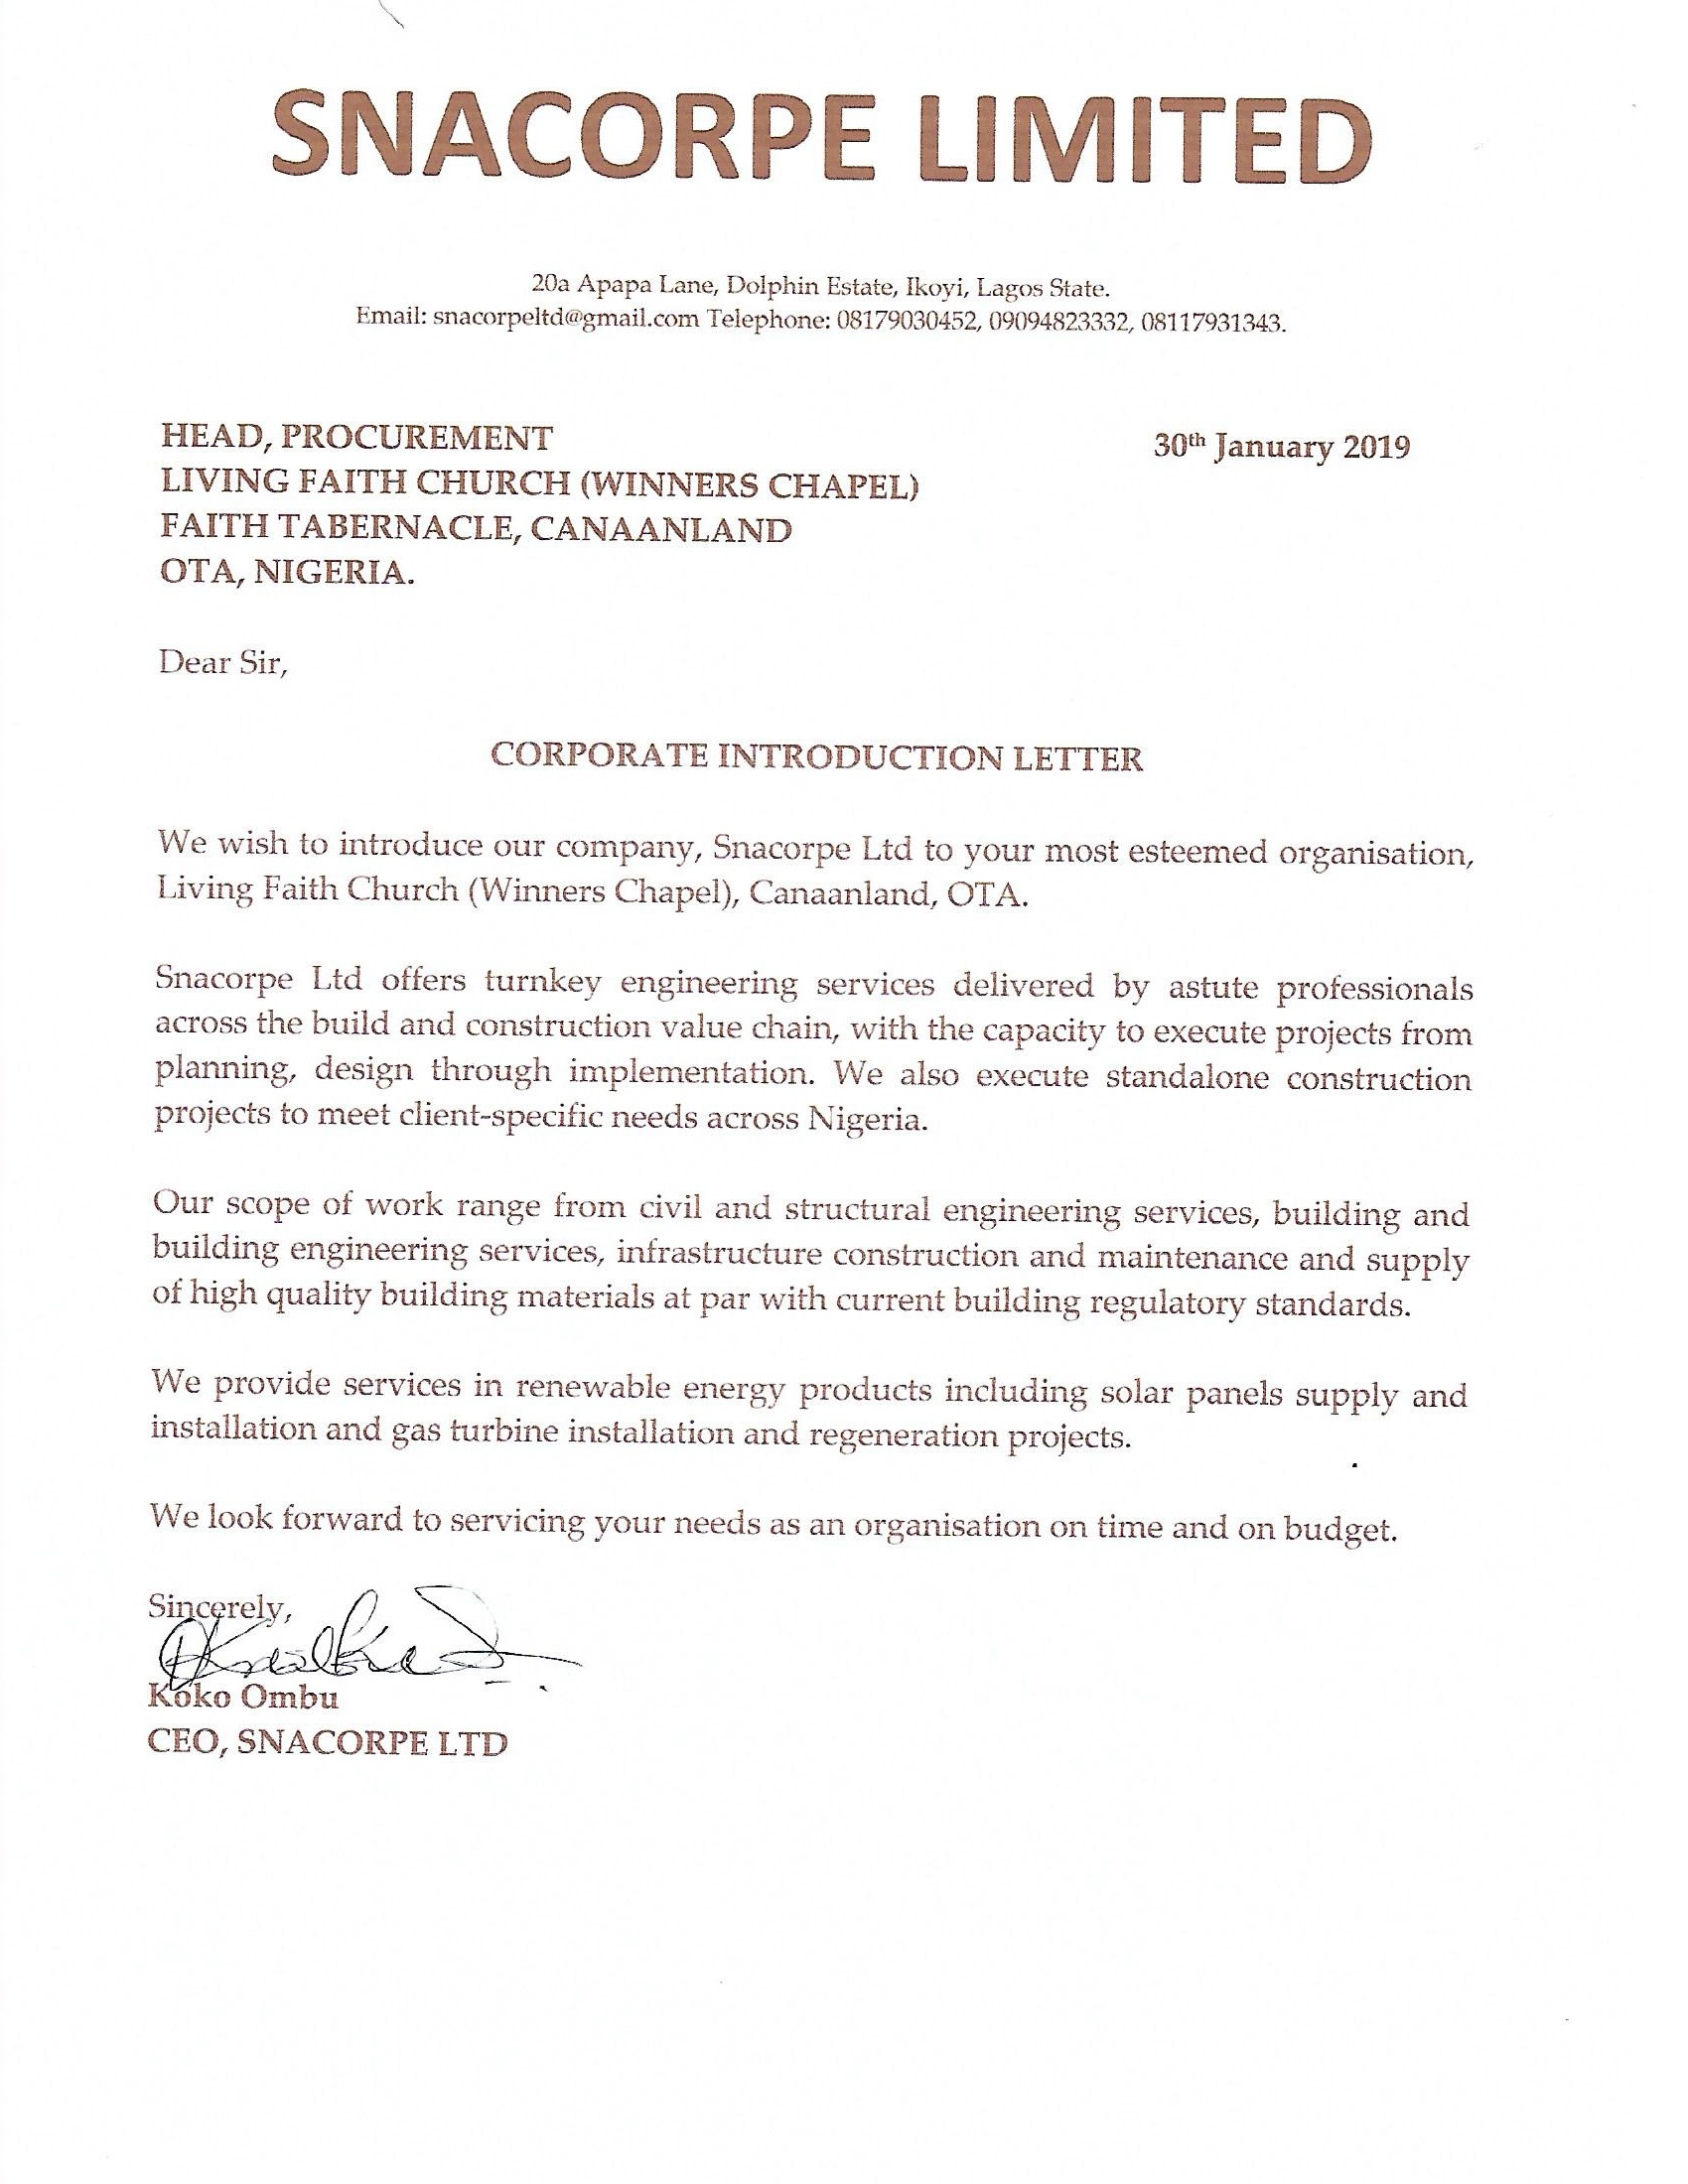 SNACORPE LIMITED
20a Apapa Lane, Dolphin Estate, Ikoyi, Lagos State.
Email: snacorpeltd@gmail.com Telephone: 08179030452, 09094823332, 08117931343.
HEAD, PROCUREMENT
30th January 2019
LIVING FAITH CHURCH (WINNERS CHAPEL)
FAITH TABERNACLE, CANAANLAND
OTA, NIGERIA.
Dear Sir,
CORPORATE INTRODUCTION LETTER
We wish to introduce our company, Snacorpe Ltd to your most esteemed organisation,
Living Faith Church (Winners Chapel), Canaanland, OTA.
Snacorpe Ltd offers turnkey engineering services delivered by astute professionals
across the build and construction value chain, with the capacity to execute projects from
planning, design through implementation. We also execute standalone construction
projects to meet client-specific needs across Nigeria.
Our scope of work range from civil and structural engineering services, building and
building engineering services, infrastructure construction and maintenance and supply
of high quality building materials at par with current building regulatory standards.
We provide services in renewable energy products including solar panels supply and
installation and gas turbine installation and regeneration projects.
We look forward to servicing your needs as an organisation on time and on budget.
Sincerely,
Koko Ombu
CEO, SNACORPE LTD